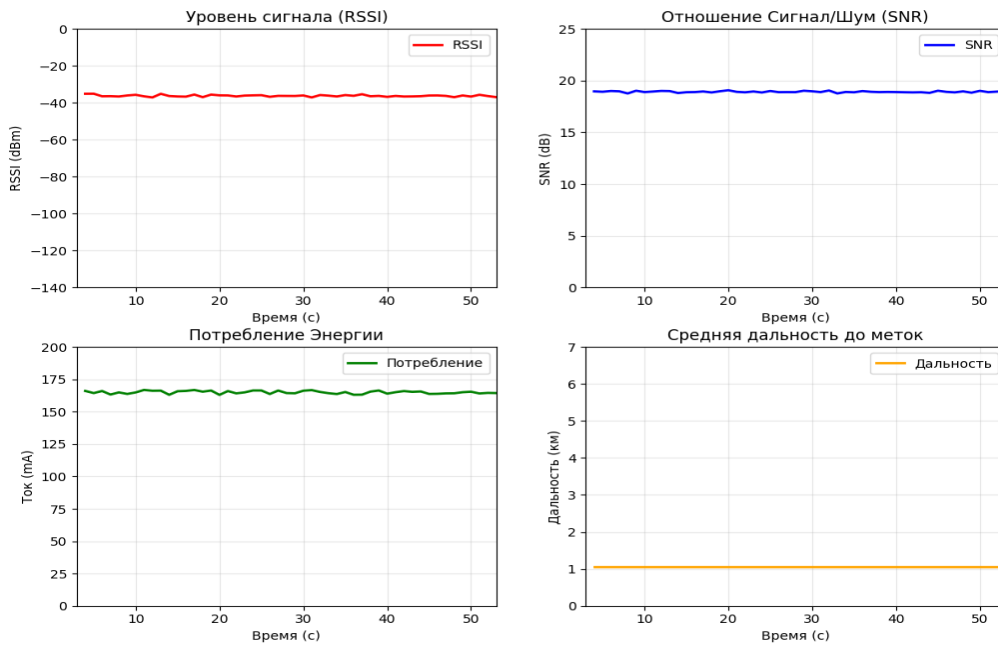 Уровень сигнала (RSSI)
RSSI (dBm)
0
−20
−40
−60
−80
−100
−120
−140
RSSI
10 20 30 40 50
Время (с)
Отношение Сигнал/Шум (SNR)
SNR (dB)
25
20
15
10
5
0
SNR
10 20 30 40 50
Время (с)
Потребление Энергии
Ток (mA)
200
175
150
125
100
75
50
25
0
Потребление
10 20 30 40 50
Время (с)
Средняя дальность до меток
Дальность (км)
7
6
5
4
3
2
1
0
Дальность
10 20 30 40 50
Время (с)